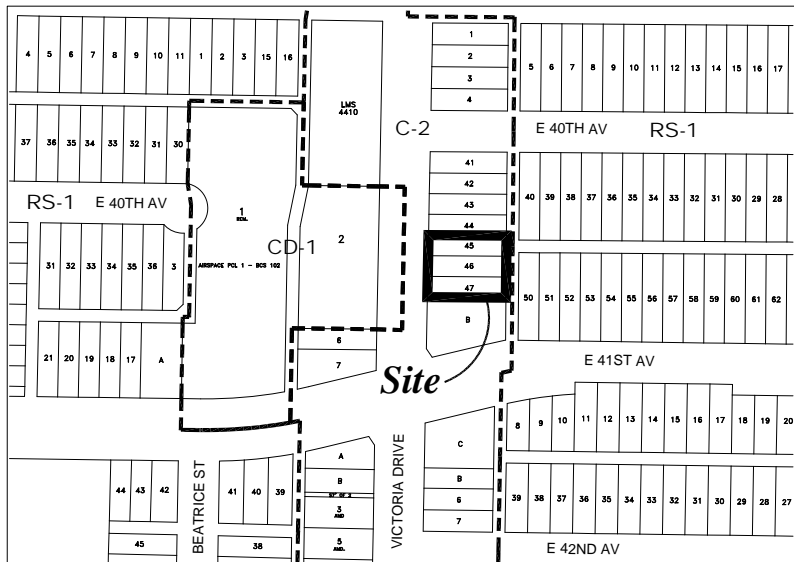 4 5 6 7 8 9 10 11 1 2 3 15 16
LMS
4410
1
2
3
4
5 6 7 8 9 10 11 12 13 14 15 16 17
C-2
E 40TH AV RS-1
37 36 35 34 33 32 31 30
RS-1 E 40TH AV
1
REM.
CD-1
2
AIRSPACE PCL 1 - BCS 102
41
42
43
44
45
46
47
B
40 39 38 37 36 35 34 33 32 31 30 29 28
31 32 33 34 35 36 3
50 51 52 53 54 55 56 57 58 59 60 61 62
21 20 19 18 17 A
6
7
E 41ST AV
Site
8 9 10 11 12 13 14 15 16 17 18 19 20
A
B
3
AMD
5
AMD.
C
B
6
7
44 43 42
45
BEATRICE ST
41 40 39
38
VICTORIA DRIVE
39 38 37 36 35 34 33 32 31 30 29 28 27
E 42ND AV